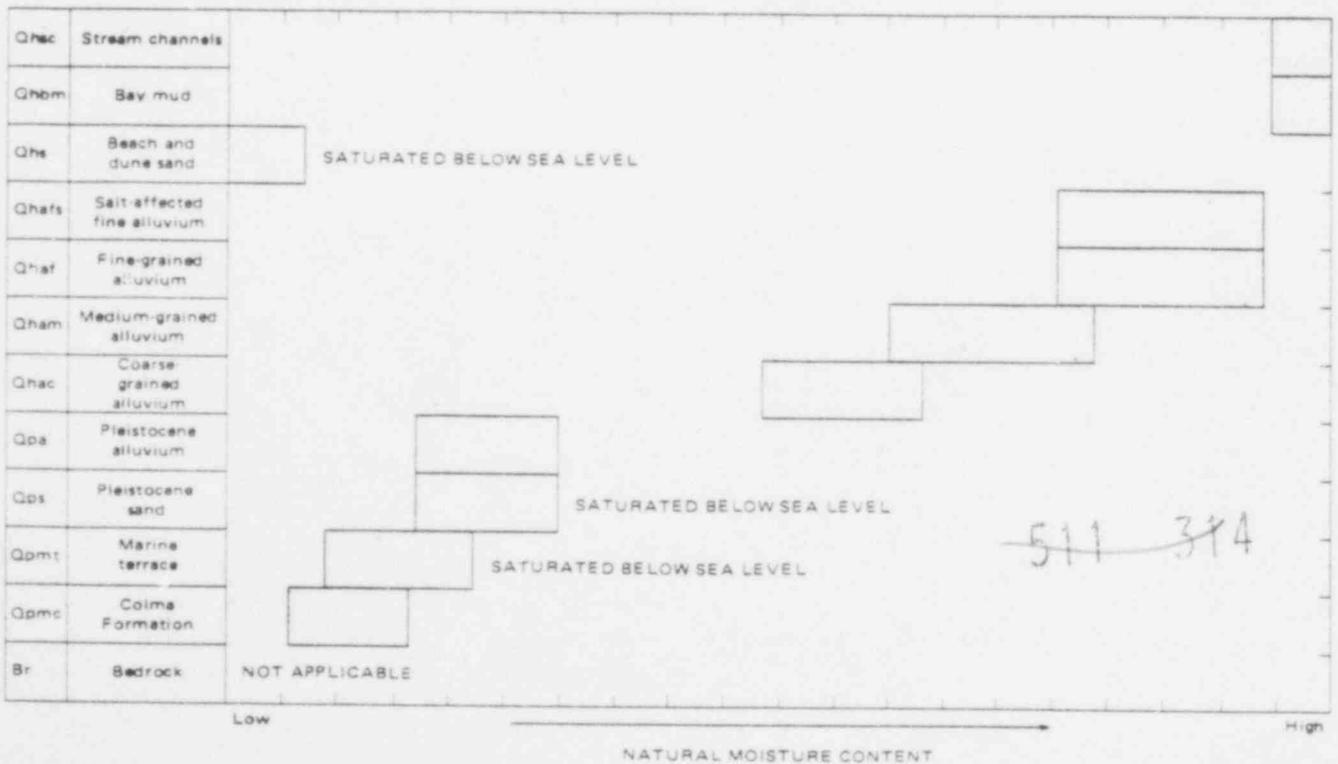 Qhsc Stream channels
Qhbm Bay mud
Qhs Beach and
dune sand
SATURATED BELOW SEA LEVEL
Qhafs Salt-affected
fine alluvium
Qhaf Fine-grained
alluvium
Qham Medium-grained
alluvium
Qhac Coarse
grained
alluvium
Qpa Pleistocene
alluvium
Qps Pleistocene
sand
SATURATED BELOW SEA LEVEL
Qpmt Marine
terrace
SATURATED BELOW SEA LEVEL
511 314
Qpmc Colma
Formation
Br Bedrock NOT APPLICABLE
Low High
NATURAL MOISTURE CONTENT